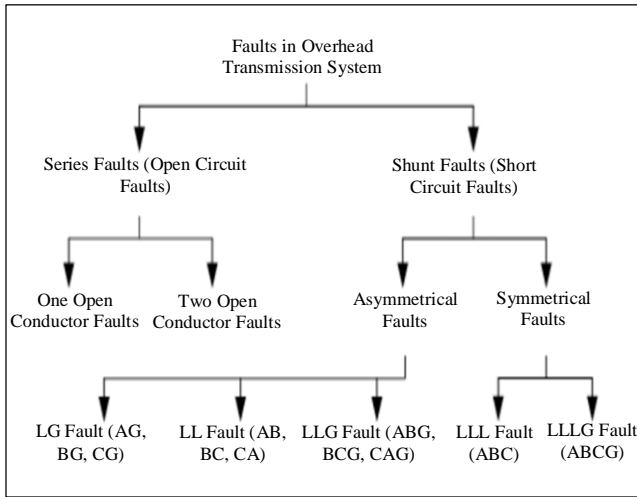 Faults in Overhead
Transmission System
Series Faults (Open Circuit
Faults)
Shunt Faults (Short
Circuit Faults)
One Open
Conductor Faults
Two Open
Conductor Faults
Asymmetrical
Faults
Symmetrical
Faults
LG Fault (AG,
BG, CG)
LL Fault (AB,
BC, CA)
LLG Fault (ABG,
BCG, CAG)
LLL Fault
(ABC)
LLLG Fault
(ABCG)